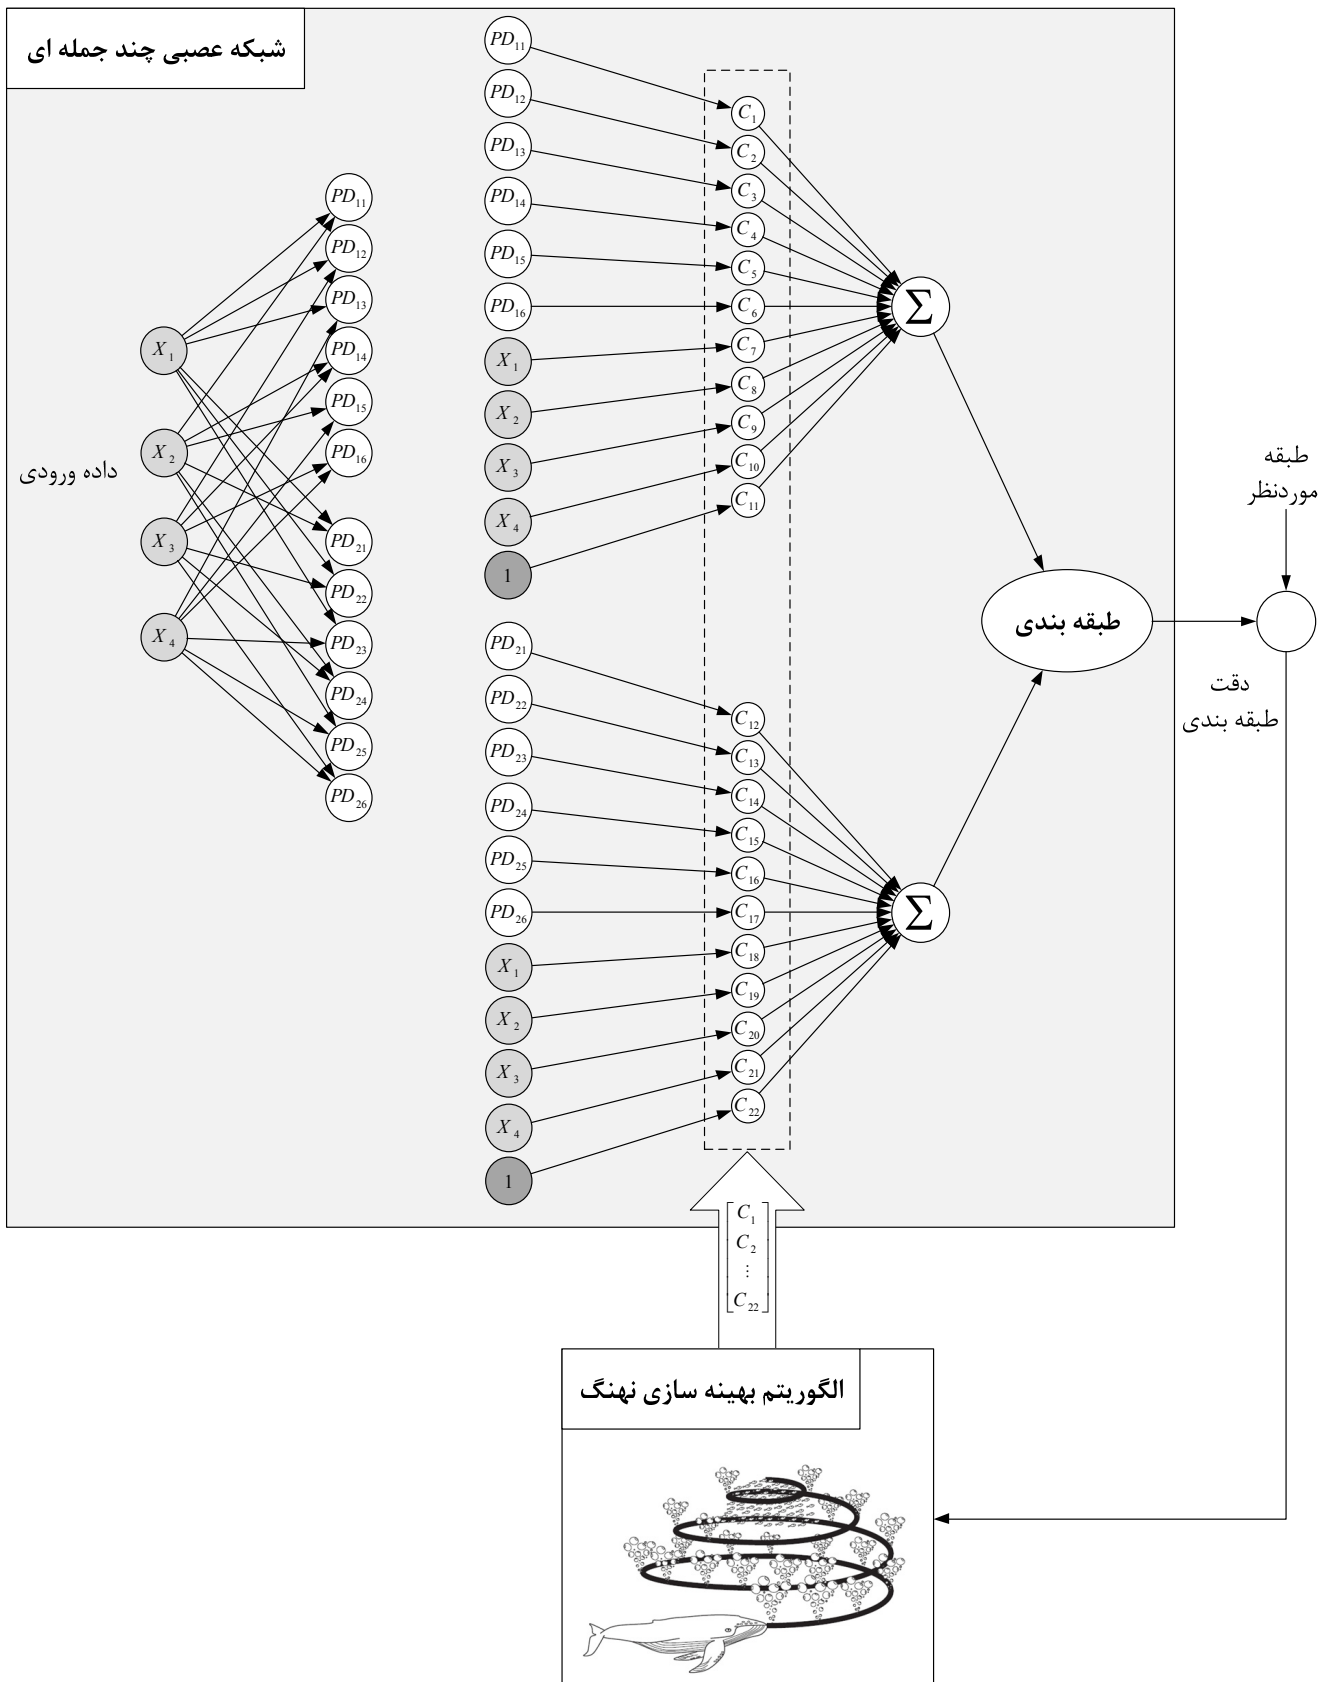 شبکه عصبی چند جمله ای
داده ورودی
X1
X2
X3
X4
PD11
PD12
PD13
PD14
PD15
PD16
PD21
PD22
PD23
PD24
PD25
PD26
PD11
PD12
PD13
PD14
PD15
PD16
X1
X2
X3
X4
1
PD21
PD22
PD23
PD24
PD25
PD26
X1
X2
X3
X4
1
C1
C2
C3
C4
C5
C6
C7
C8
C9
C10
C11
C12
C13
C14
C15
C16
C17
C18
C19
C20
C21
C22
Σ
Σ
طبقه بندی
طبقه
موردنظر
دقت
طبقه بندی
C1
C2
⋮
C22
الگوریتم بهینه سازی نهنگ